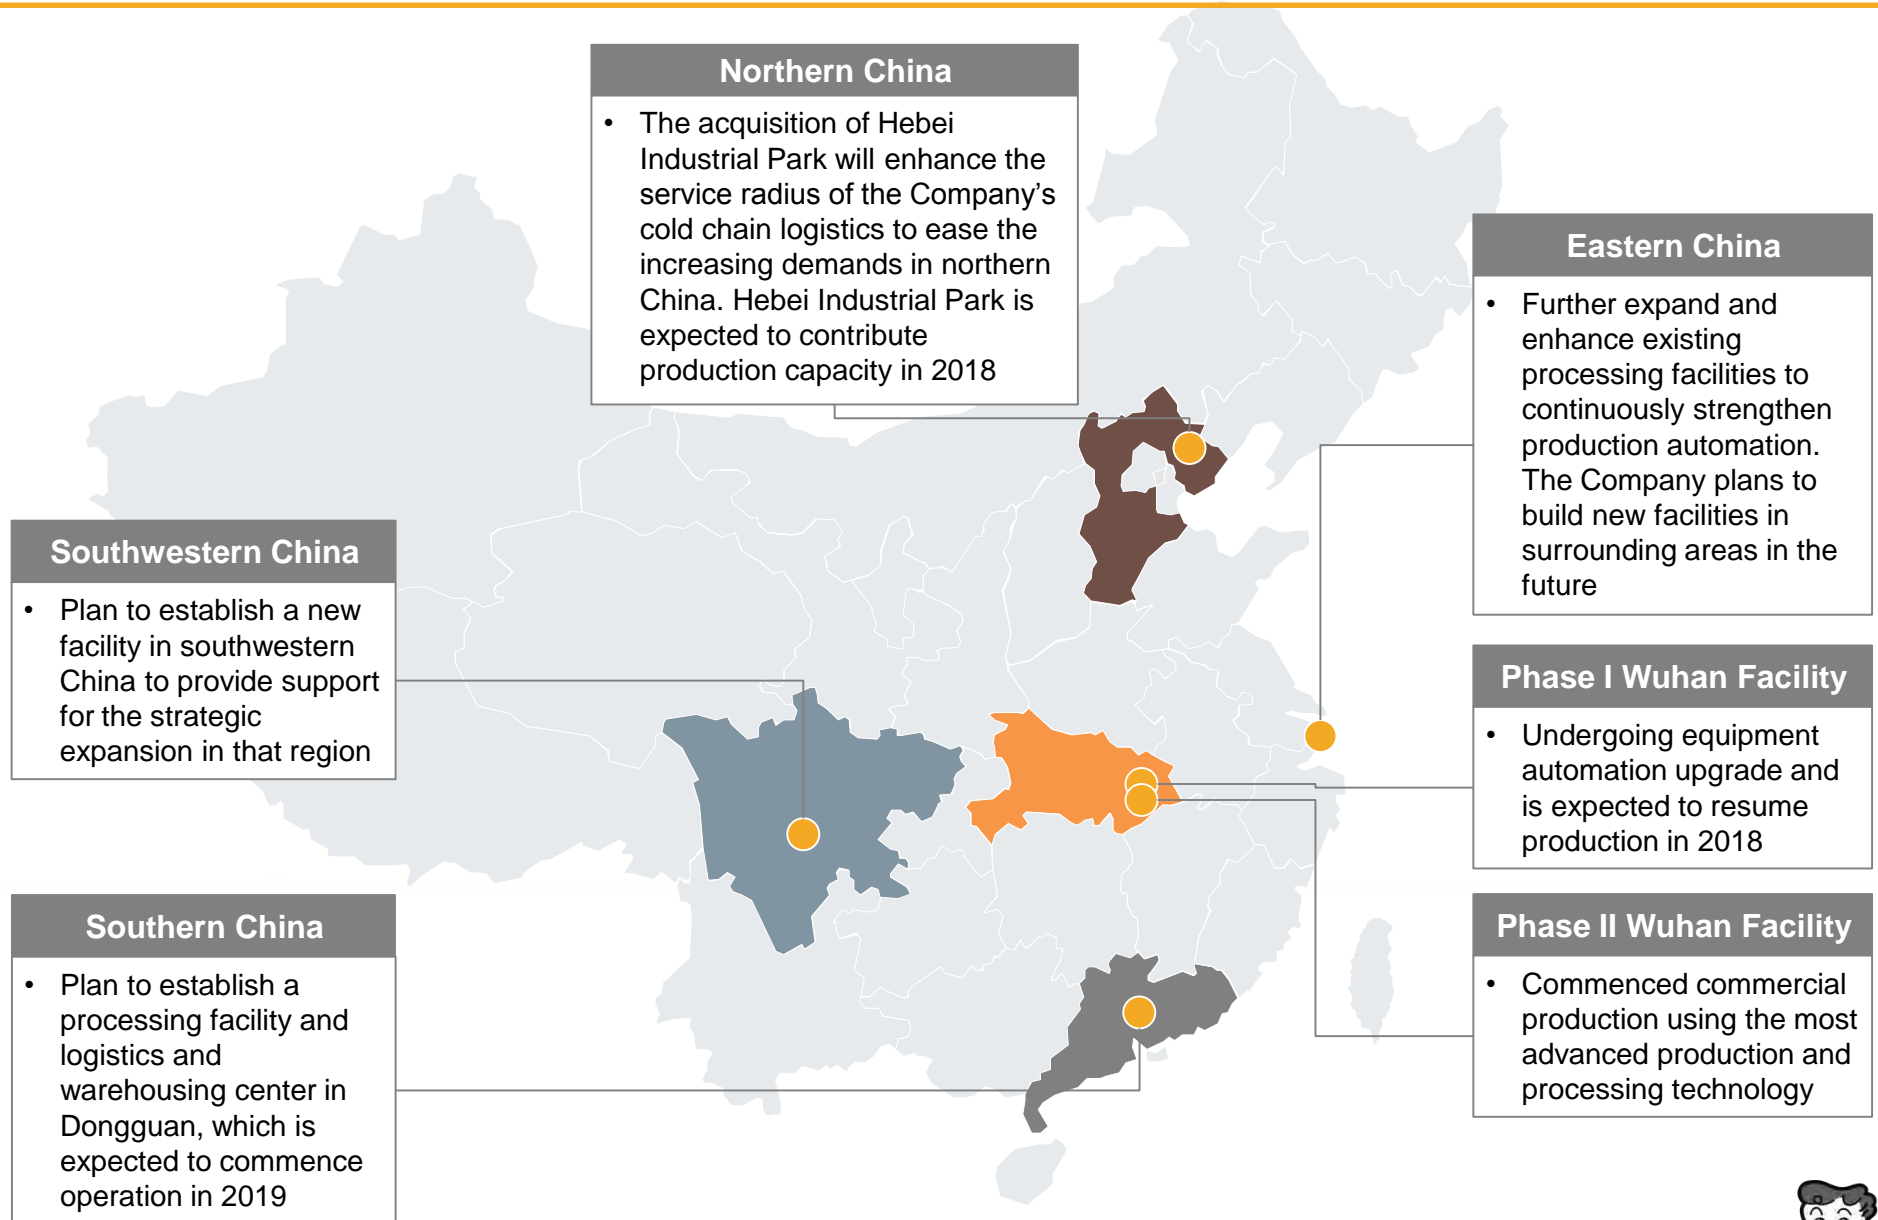 Northern China
• The acquisition of Hebei
Industrial Park will enhance the
service radius of the Company’s
cold chain logistics to ease the
increasing demands in northern
China. Hebei Industrial Park is
expected to contribute
production capacity in 2018
Eastern China
• Further expand and
enhance existing
processing facilities to
continuously strengthen
production automation.
The Company plans to
build new facilities in
surrounding areas in the
future
Southwestern China
• Plan to establish a new
facility in southwestern
China to provide support
for the strategic
expansion in that region
Phase I Wuhan Facility
• Undergoing equipment
automation upgrade and
is expected to resume
production in 2018
Southern China
• Plan to establish a
processing facility and
logistics and
warehousing center in
Dongguan, which is
expected to commence
operation in 2019
Phase II Wuhan Facility
• Commenced commercial
production using the most
advanced production and
processing technology